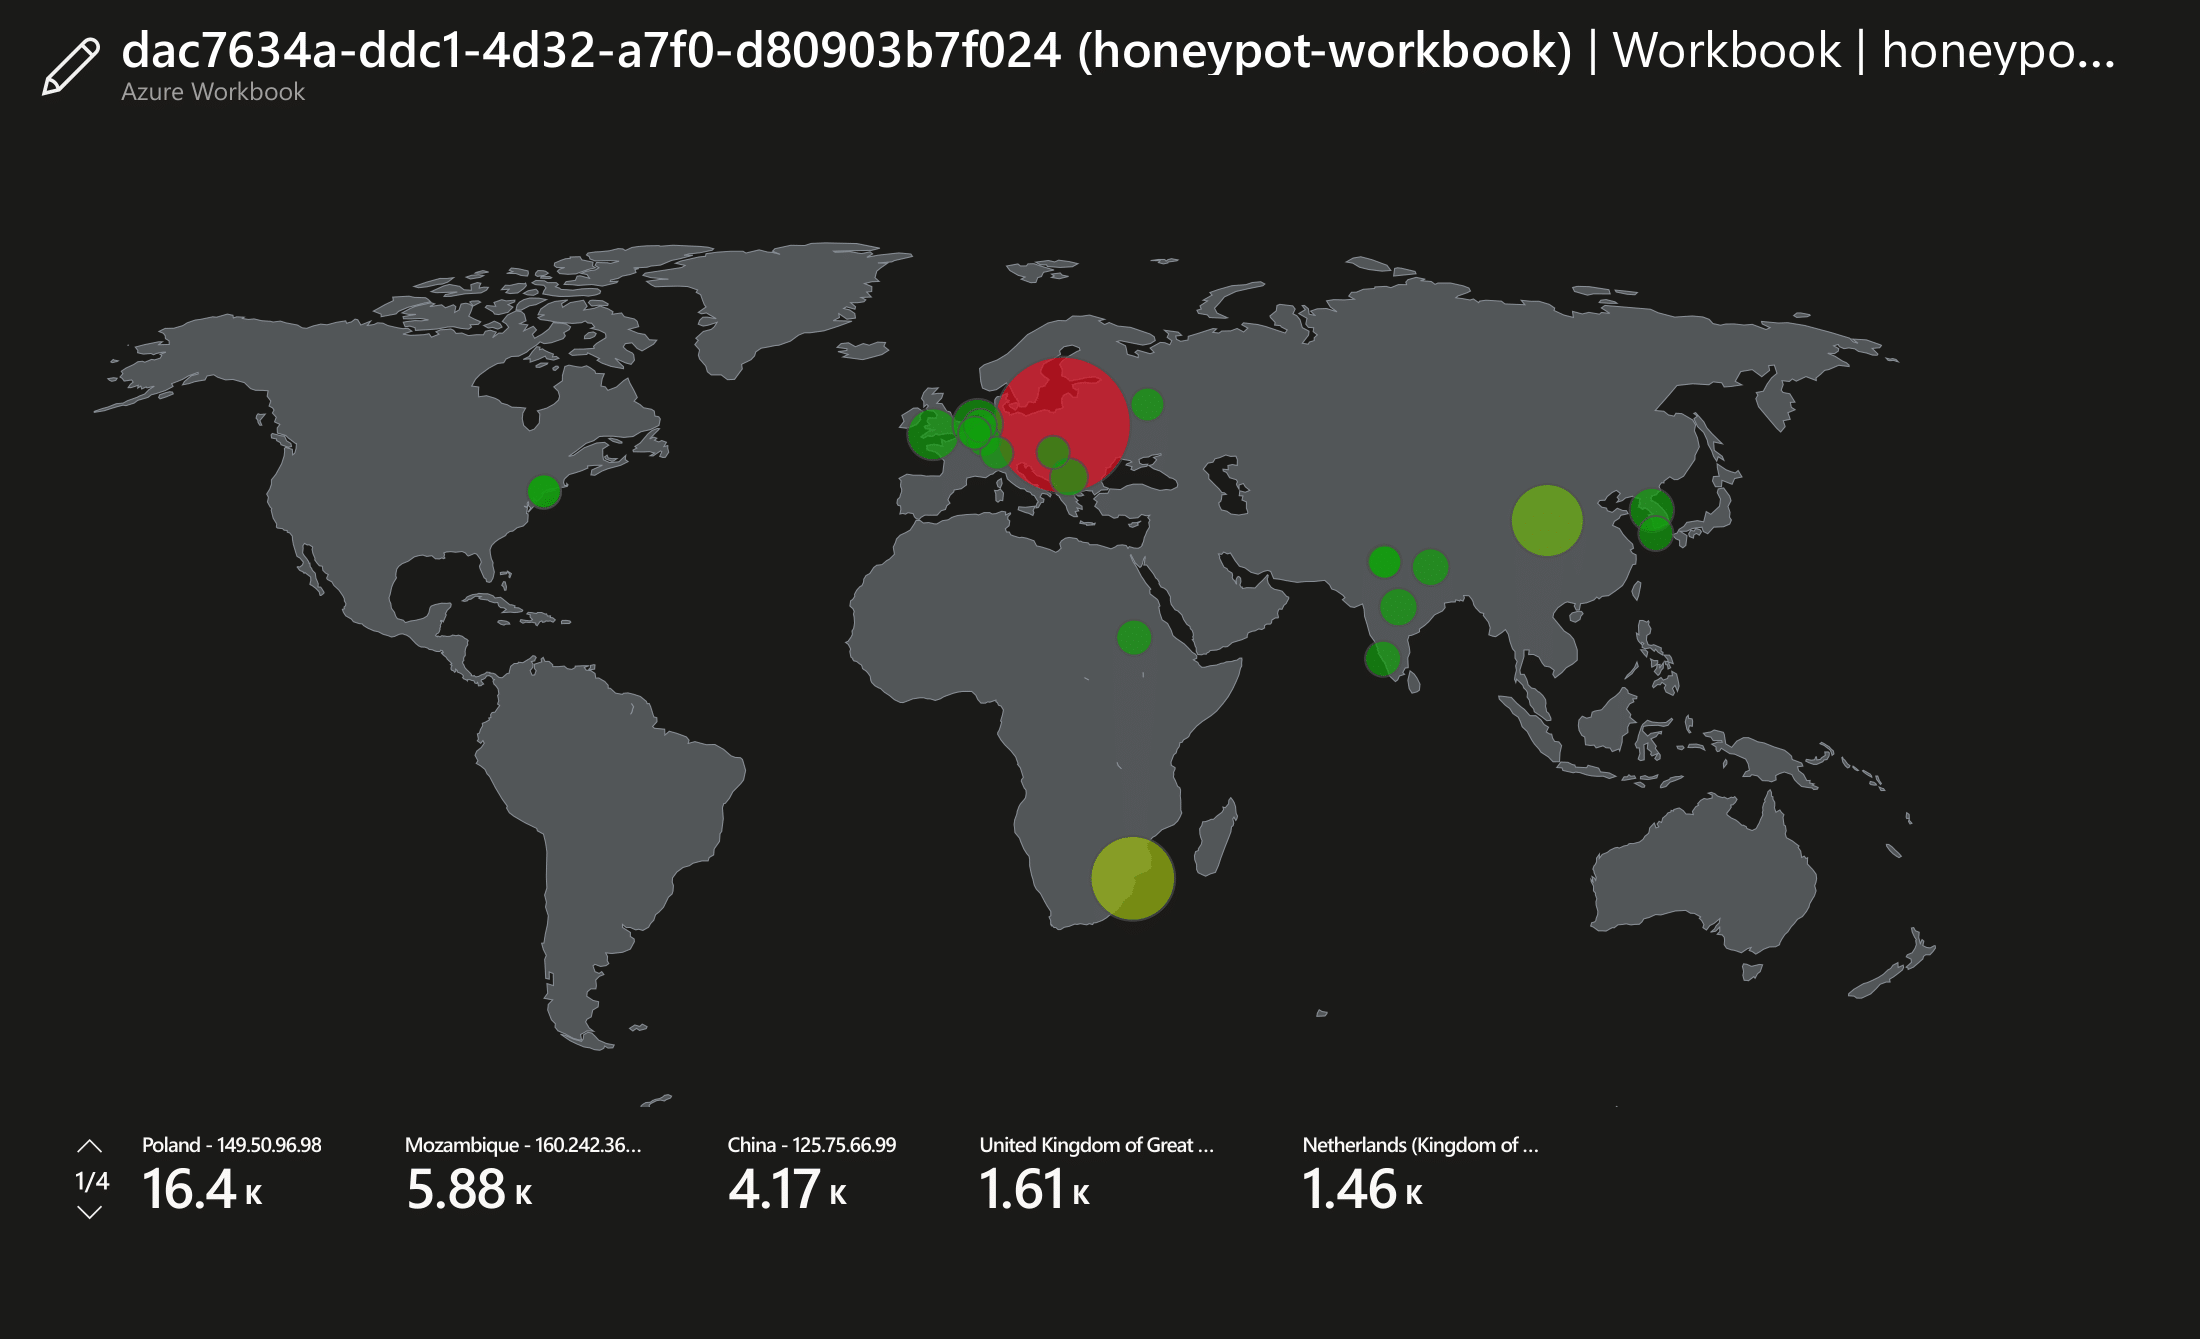 dac7634a-ddc1-4d32-a7f0-d80903b7f024 (honeypot-workbook) | Workbook | honeypo...
Azure Workbook
1/4
Poland - 149.50.96.98
16.4 K
Mozambique - 160.242.36...
5.88 K
China - 125.75.66.99
4.17 K
United Kingdom of Great ...
1.61 K
Netherlands (Kingdom of ...
1.46 K